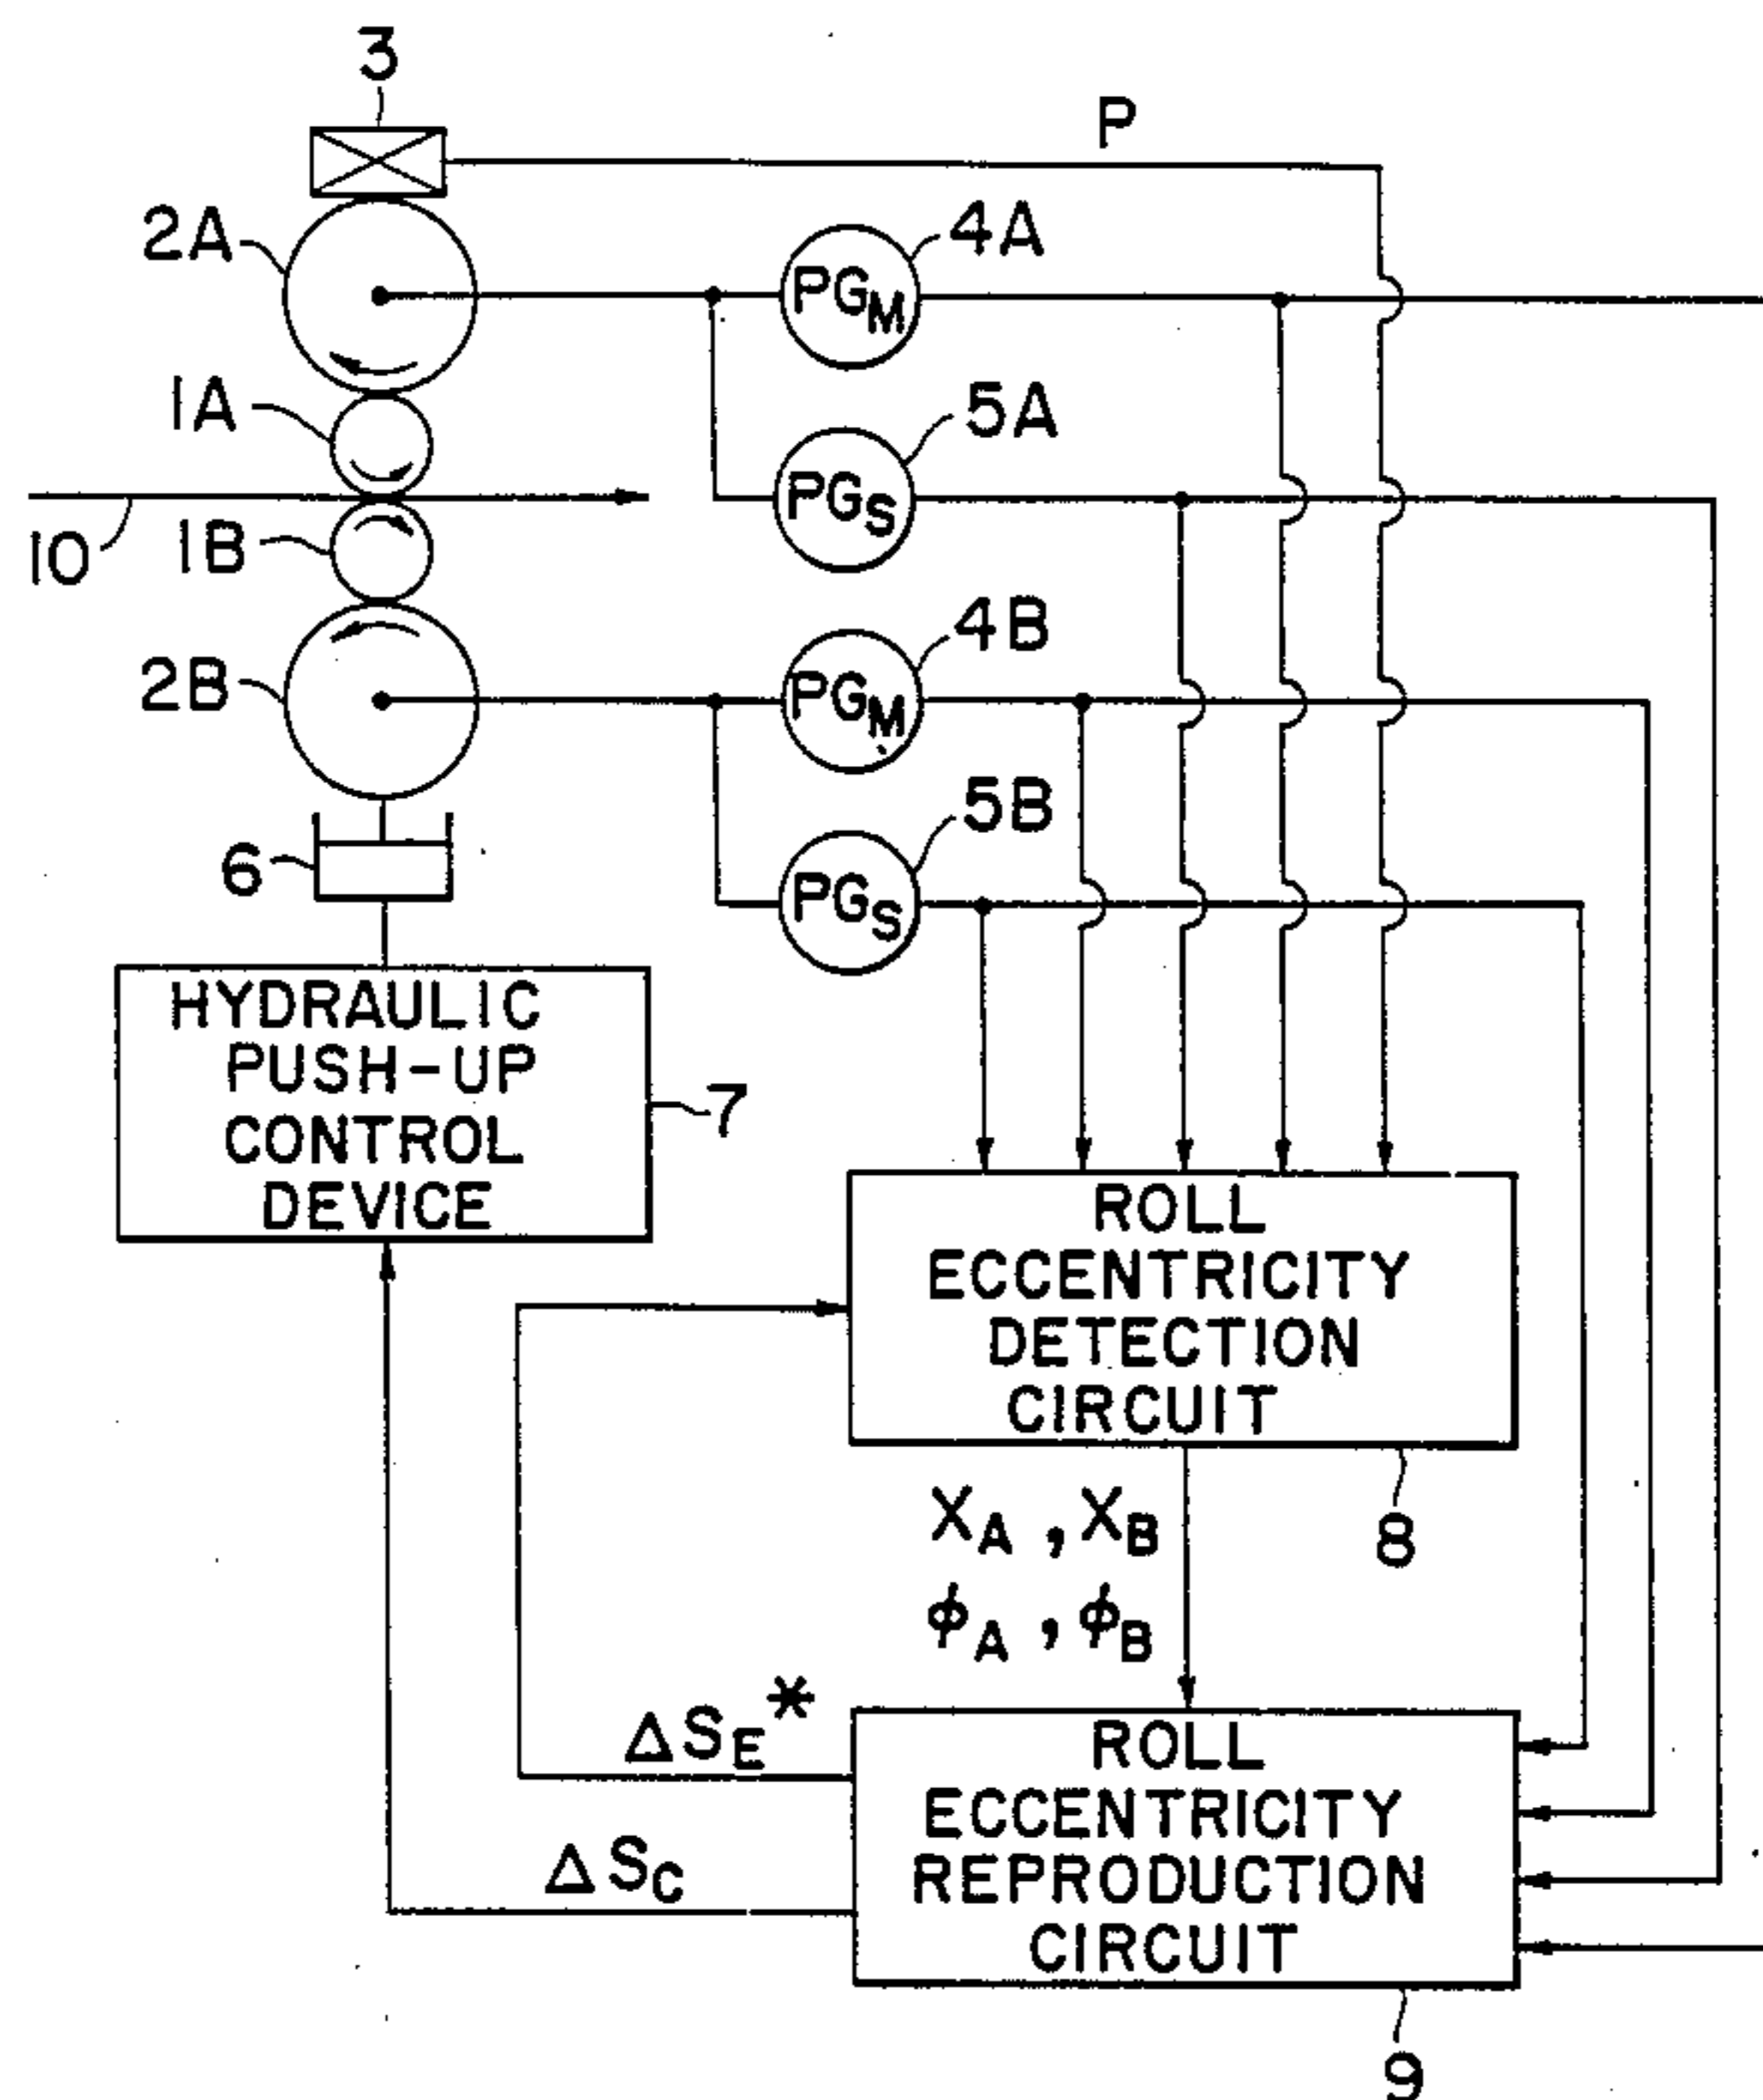 3
P
2A
4A
PGM
1A
5A
PGS
10
1B
4B
2B
PGM
5B
6
PGS
HYDRAULIC
PUSH-UP
CONTROL
DEVICE
7
ROLL
ECCENTRICITY
DETECTION
CIRCUIT
8
XA , XB
ϕA , ϕB
ΔSE*
ROLL
ECCENTRICITY
REPRODUCTION
CIRCUIT
ΔSC
9